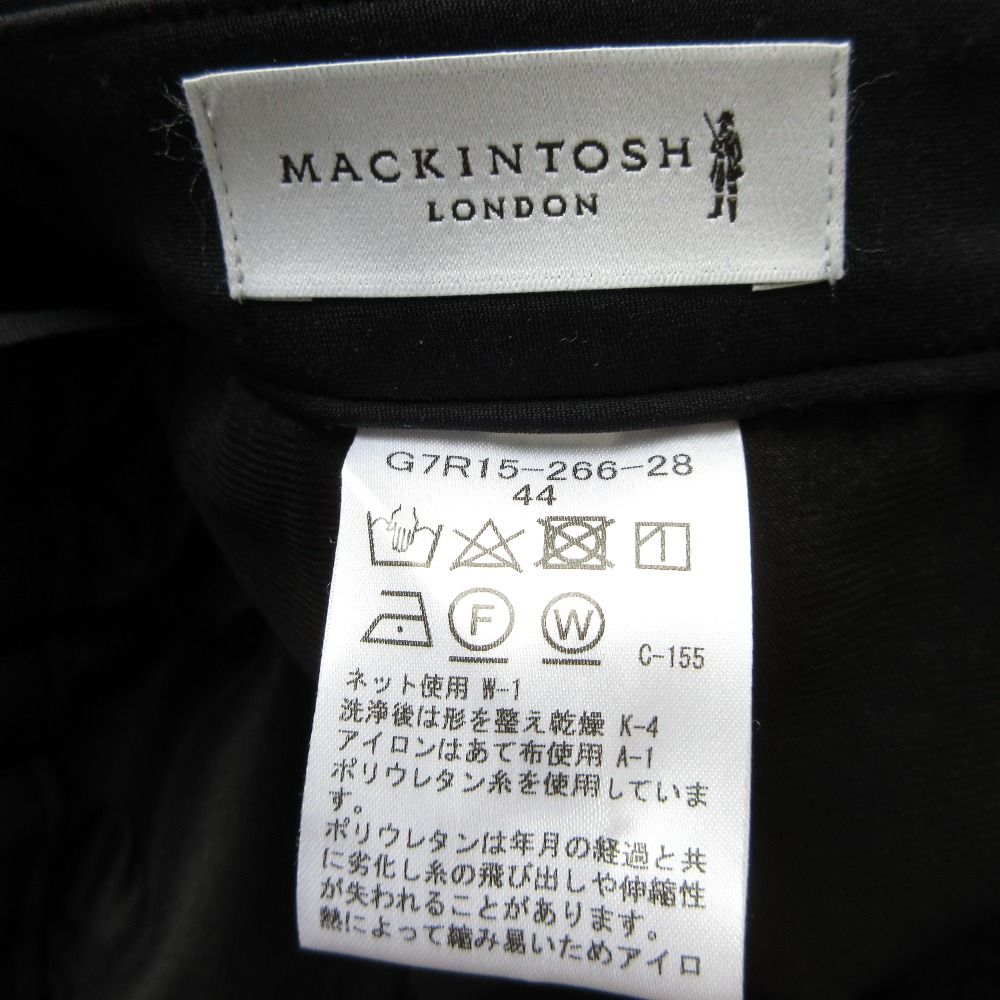 MACKINTOSH
LONDON
G7R15-266-28
44
F W C-155
ネット使用 W-1
洗浄後は形を整え乾燥 K-4
アイロンはあて布使用 A-1
ポリウレタン糸を使用していま
す。
ポリウレタンは年月の経過と共
に劣化し糸の飛び出しや伸縮性
が失われることがあります。
熱によって縮み易いためアイロ